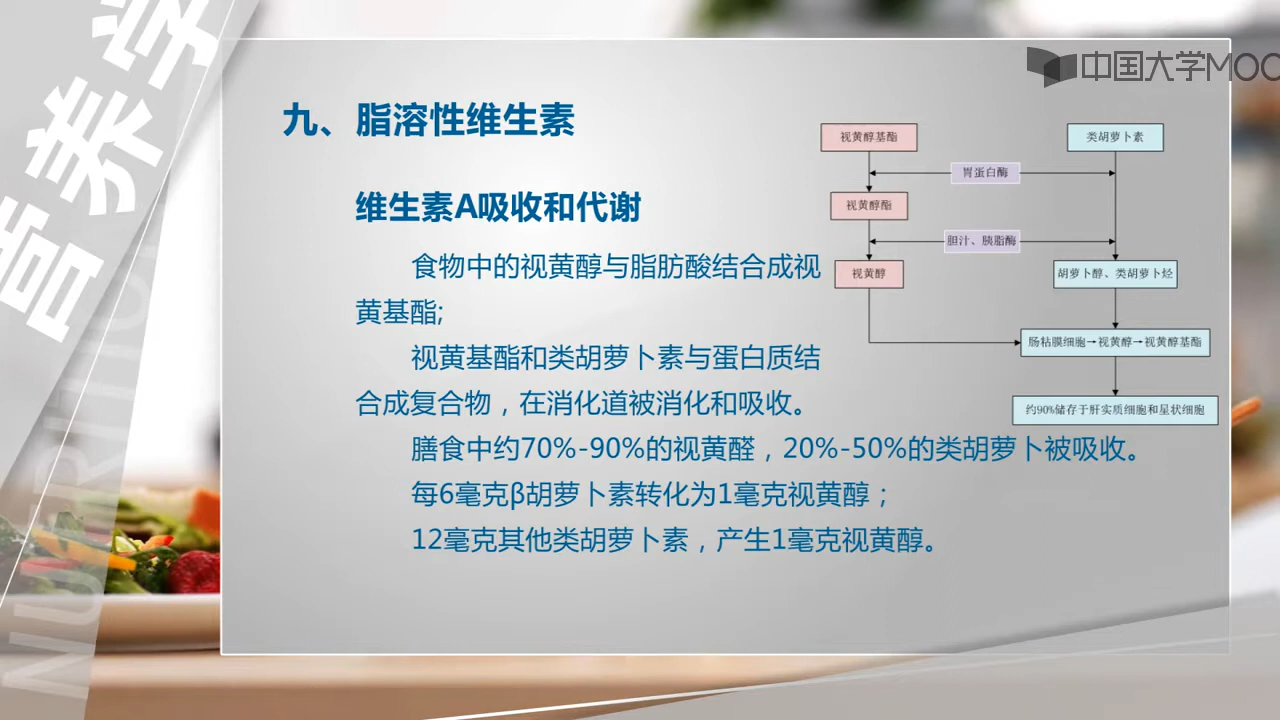 营养学
NUTRITION
中国大学MOO
九、脂溶性维生素
维生素A吸收和代谢
食物中的视黄醇与脂肪酸结合成视
黄基酯;
视黄基酯和类胡萝卜素与蛋白质结
合成复合物，在消化道被消化和吸收。
膳食中约70%-90%的视黄醛，20%-50%的类胡萝卜被吸收。
每6毫克β胡萝卜素转化为1毫克视黄醇；
12毫克其他类胡萝卜素，产生1毫克视黄醇。
视黄醇基酯
类胡萝卜素
胃蛋白酶
视黄醇酯
胆汁、胰脂酶
视黄醇
胡萝卜醇、类胡萝卜烃
肠粘膜细胞→视黄醇→视黄醇基酯
约90%储存于肝实质细胞和星状细胞